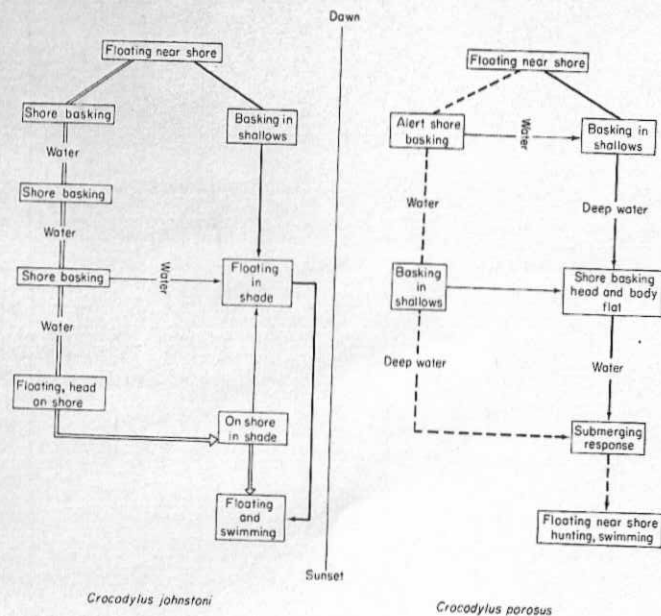 Dawn
Floating near shore
Shore basking
Basking in
shallows
Water
Shore basking
Water
Shore basking
Water
Floating
in
shade
Water
Floating, head
on shore
On shore
in shade
Floating
and
swimming
Sunset
Crocodylus johnstoni
Floating near shore
Alert shore
basking
Water
Basking in
shallows
Water
Deep water
Basking
in
shallows
Shore basking
head and body
flat
Deep water
Water
Submerging
response
Floating near shore
hunting, swimming
Crocodylus porosus